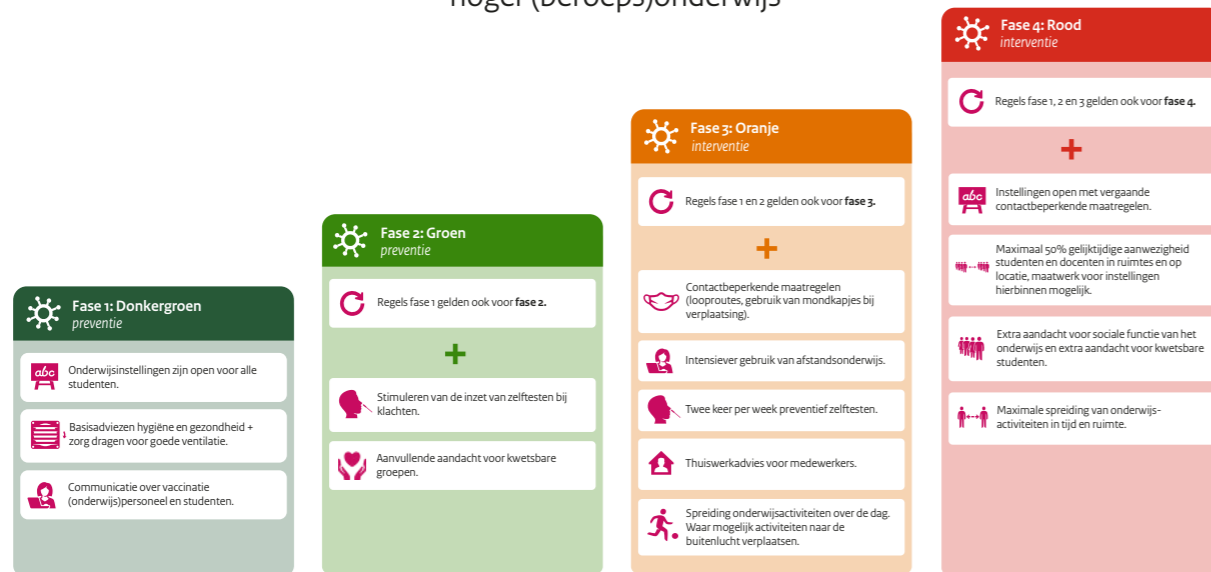 hoger (beroeps)onderwijs
Fase 1: Donkergroen
preventie
abc
Onderwijsinstellingen zijn open voor alle
studenten.
Basisadviezen hygiëne en gezondheid +
zorg dragen voor goede ventilatie.
Communicatie over vaccinatie
(onderwijs)personeel en studenten.
Fase 2: Groen
preventie
Regels fase 1 gelden ook voor fase 2.
+
Stimuleren van de inzet van zelftesten bij
klachten.
Aanvullende aandacht voor kwetsbare
groepen.
Fase 3: Oranje
interventie
Regels fase 1 en 2 gelden ook voor fase 3.
+
Contactbeperkende maatregelen
(looproutes, gebruik van mondkapjes bij
verplaatsing).
Intensiever gebruik van afstandsonderwijs.
Twee keer per week preventief zelftesten.
Thuiswerkadvies voor medewerkers.
Spreiding onderwijsactiviteiten over de dag.
Waar mogelijk activiteiten naar de
buitenlucht verplaatsen.
Fase 4: Rood
interventie
Regels fase 1, 2 en 3 gelden ook voor fase 4.
+
abc
Instellingen open met vergaande
contactbeperkende maatregelen.
Maximaal 50% gelijktijdige aanwezigheid
studenten en docenten in ruimtes en op
locatie, maatwerk voor instellingen
hierbinnen mogelijk.
Extra aandacht voor sociale functie van het
onderwijs en extra aandacht voor kwetsbare
studenten.
Maximale spreiding van onderwijs-
activiteiten in tijd en ruimte.